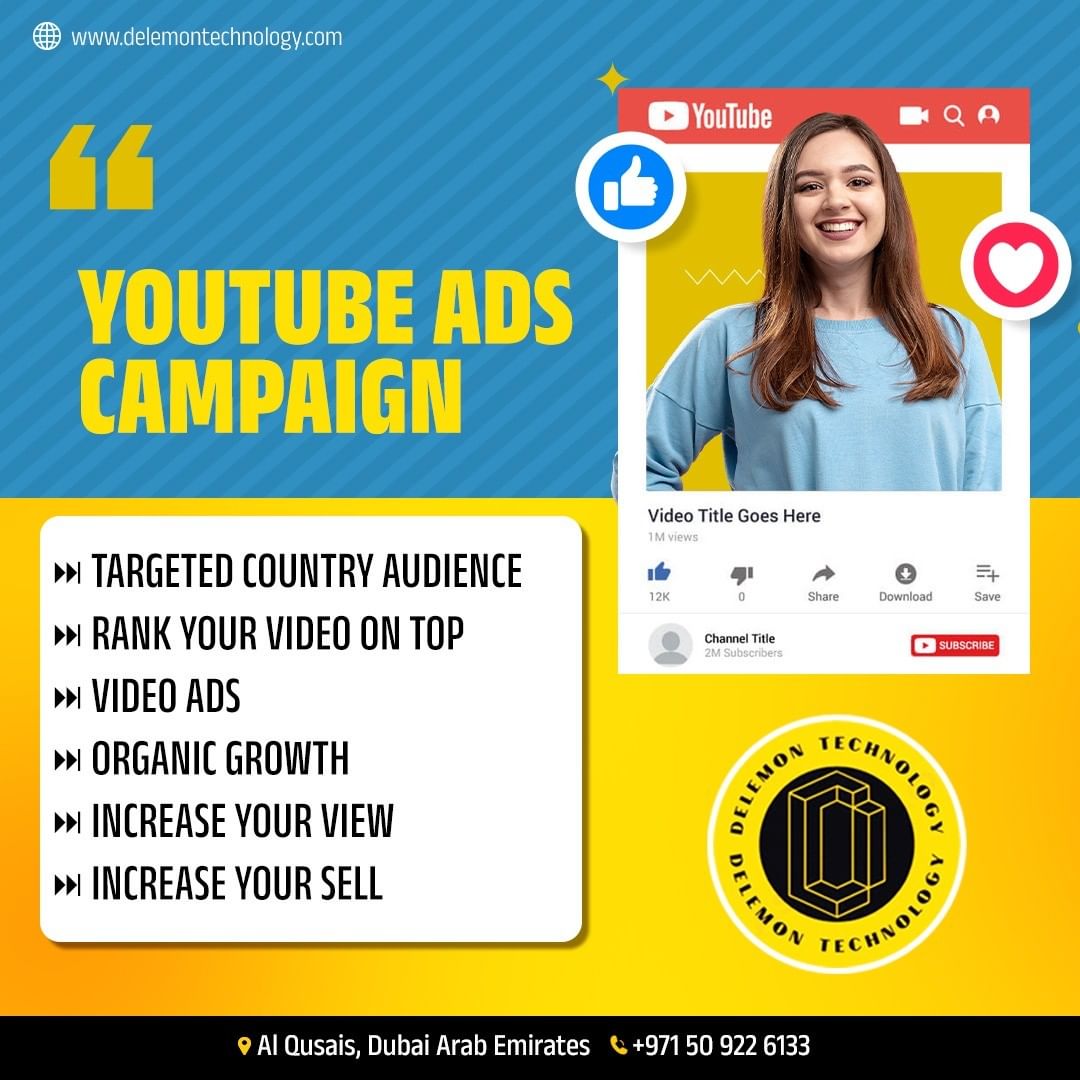 www.delemontechnology.com
“
YOUTUBE ADS
CAMPAIGN
YouTube
Video Title Goes Here
1M views
12K
0
Share
Download
Save
Channel Title
2M Subscribers
SUBSCRIBE
TARGETED COUNTRY AUDIENCE
RANK YOUR VIDEO ON TOP
VIDEO ADS
ORGANIC GROWTH
INCREASE YOUR VIEW
INCREASE YOUR SELL
DELEMON TECHNOLOGY
DELEMON TECHNOLOGY
Al Qusais, Dubai Arab Emirates
+971 50 922 6133